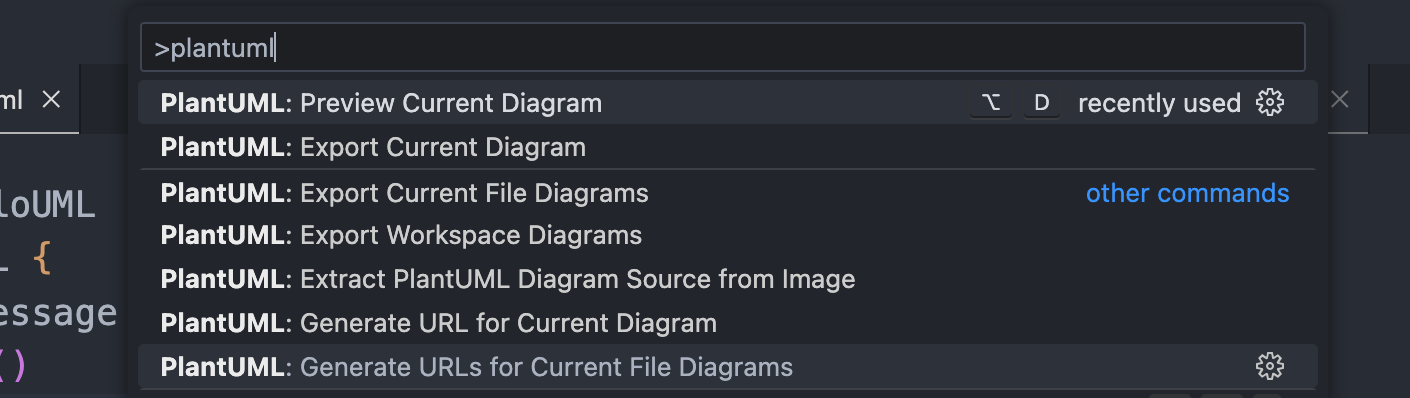 >plantuml
PlantUML: Preview Current Diagram ⌥ D recently used
ml
PlantUML: Export Current Diagram
PlantUML: Export Current File Diagrams other commands
loUML
PlantUML: Export Workspace Diagrams
{
PlantUML: Extract PlantUML Diagram Source from Image
essage
PlantUML: Generate URL for Current Diagram
()
PlantUML: Generate URLs for Current File Diagrams